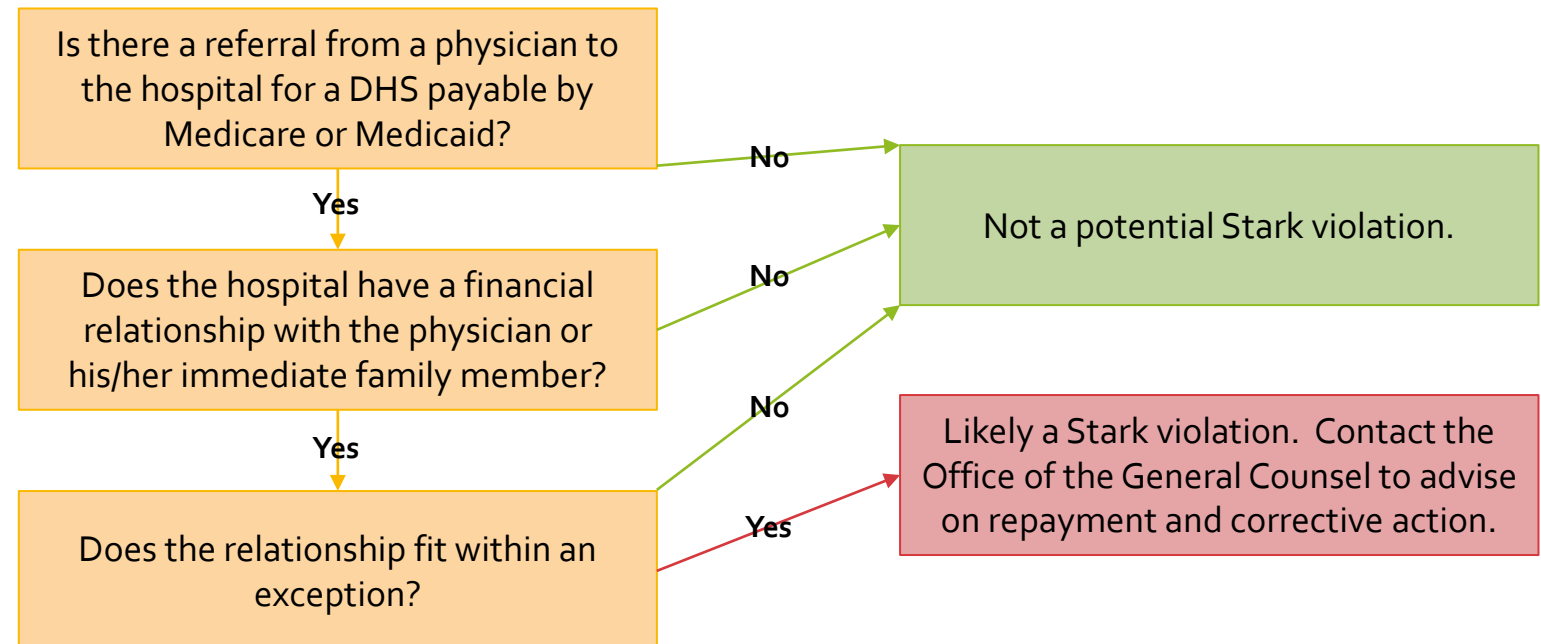 Is there a referral from a physician to
the hospital for a DHS payable by
Medicare or Medicaid?
No
Yes
Not a potential Stark violation.
Does the hospital have a financial
relationship with the physician or
his/her immediate family member?
No
Yes
No
Likely a Stark violation.  Contact the
Office of the General Counsel to advise
on repayment and corrective action.
Does the relationship fit within an
exception?
Yes